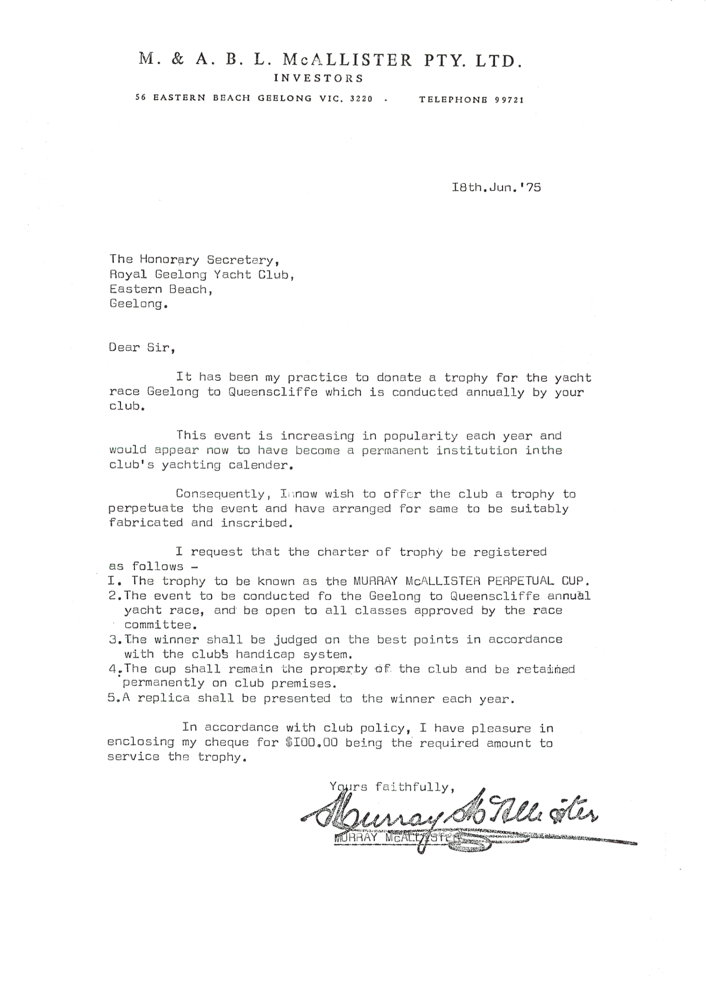 M. & A. B. L. McALLISTER PTY. LTD.
INVESTORS
56 EASTERN BEACH GEELONG VIC. 3220 . TELEPHONE 99721
I8th.Jun.'75
The Honorary Secretary,
Royal Geelong Yacht Club,
Eastern Beach,
Geelong.
Dear Sir,
It has been my practice to donate a trophy for the yacht
race Geelong to Queenscliffe which is conducted annually by your
club.
This event is increasing in popularity each year and
would appear now to have become a permanent institution inthe
club's yachting calender.
Consequently, I now wish to offer the club a trophy to
perpetuate the event and have arranged for same to be suitably
fabricated and inscribed.
I request that the charter of trophy be registered
as follows -
I. The trophy to be known as the MURRAY McALLISTER PERPETUAL CUP.
2.The event to be conducted fo the Geelong to Queenscliffe annual
yacht race, and be open to all classes approved by the race
committee.
3.The winner shall be judged on the best points in accordance
with the club's handicap system.
4.The cup shall remain the property of the club and be retained
permanently on club premises.
5.A replica shall be presented to the winner each year.
In accordance with club policy, I have pleasure in
enclosing my cheque for $I00.00 being the required amount to
service the trophy.
Yours faithfully,
Murray McAllister
MURRAY McALLISTER